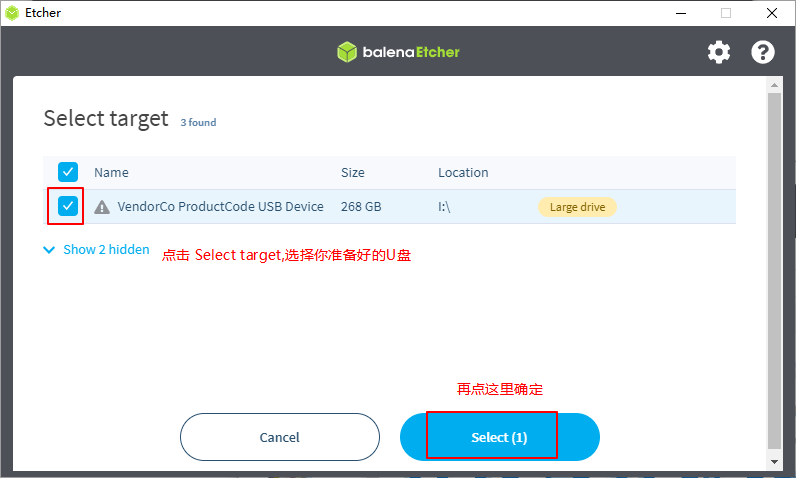 Etcher
balenaEtcher
Select target 3 found
Name Size Location
VendorCo ProductCode USB Device 268 GB I:\ Large drive
Show 2 hidden
点击 Select target,选择你准备好的U盘
再点这里确定
Cancel Select (1)